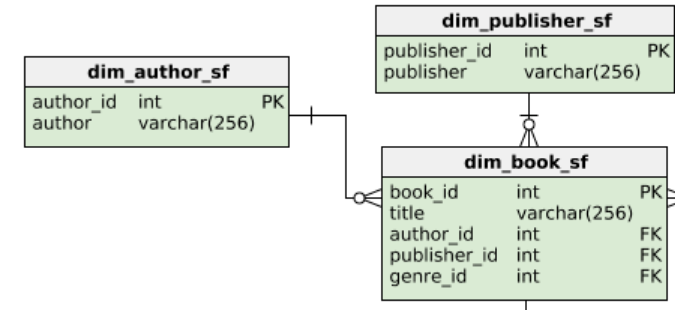 dim_publisher_sf
publisher_id int PK
publisher varchar(256)
dim_author_sf
author_id int PK
author varchar(256)
dim_book_sf
book_id int PK
title varchar(256)
author_id int FK
publisher_id int FK
genre_id int FK